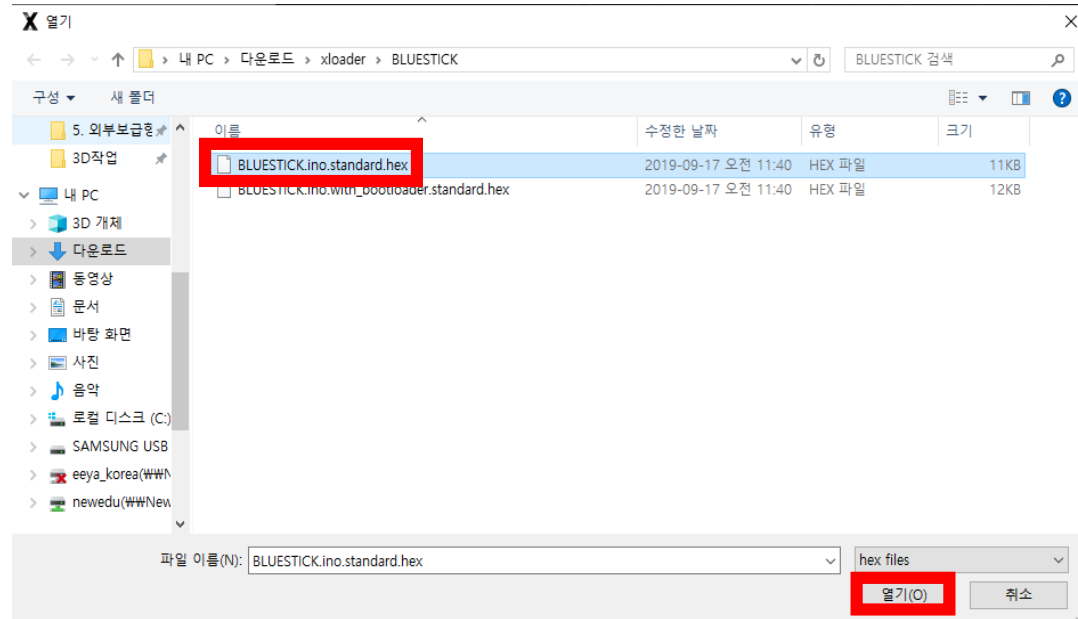 X 열기
내 PC > 다운로드 > xloader > BLUESTICK
BLUESTICK 검색
구성
새 폴더
이름
수정한 날짜
유형
크기
BLUESTICK.ino.standard.hex
2019-09-17 오전 11:40
HEX 파일
11KB
BLUESTICK.ino.with_bootloader.standard.hex
2019-09-17 오전 11:40
HEX 파일
12KB
5. 외부보급형
3D작업
내 PC
3D 개체
다운로드
동영상
문서
바탕 화면
사진
음악
로컬 디스크 (C:)
SAMSUNG USB
eeya_korea(₩₩N
newedu(₩₩New
파일 이름(N):
BLUESTICK.ino.standard.hex
hex files
열기(O)
취소